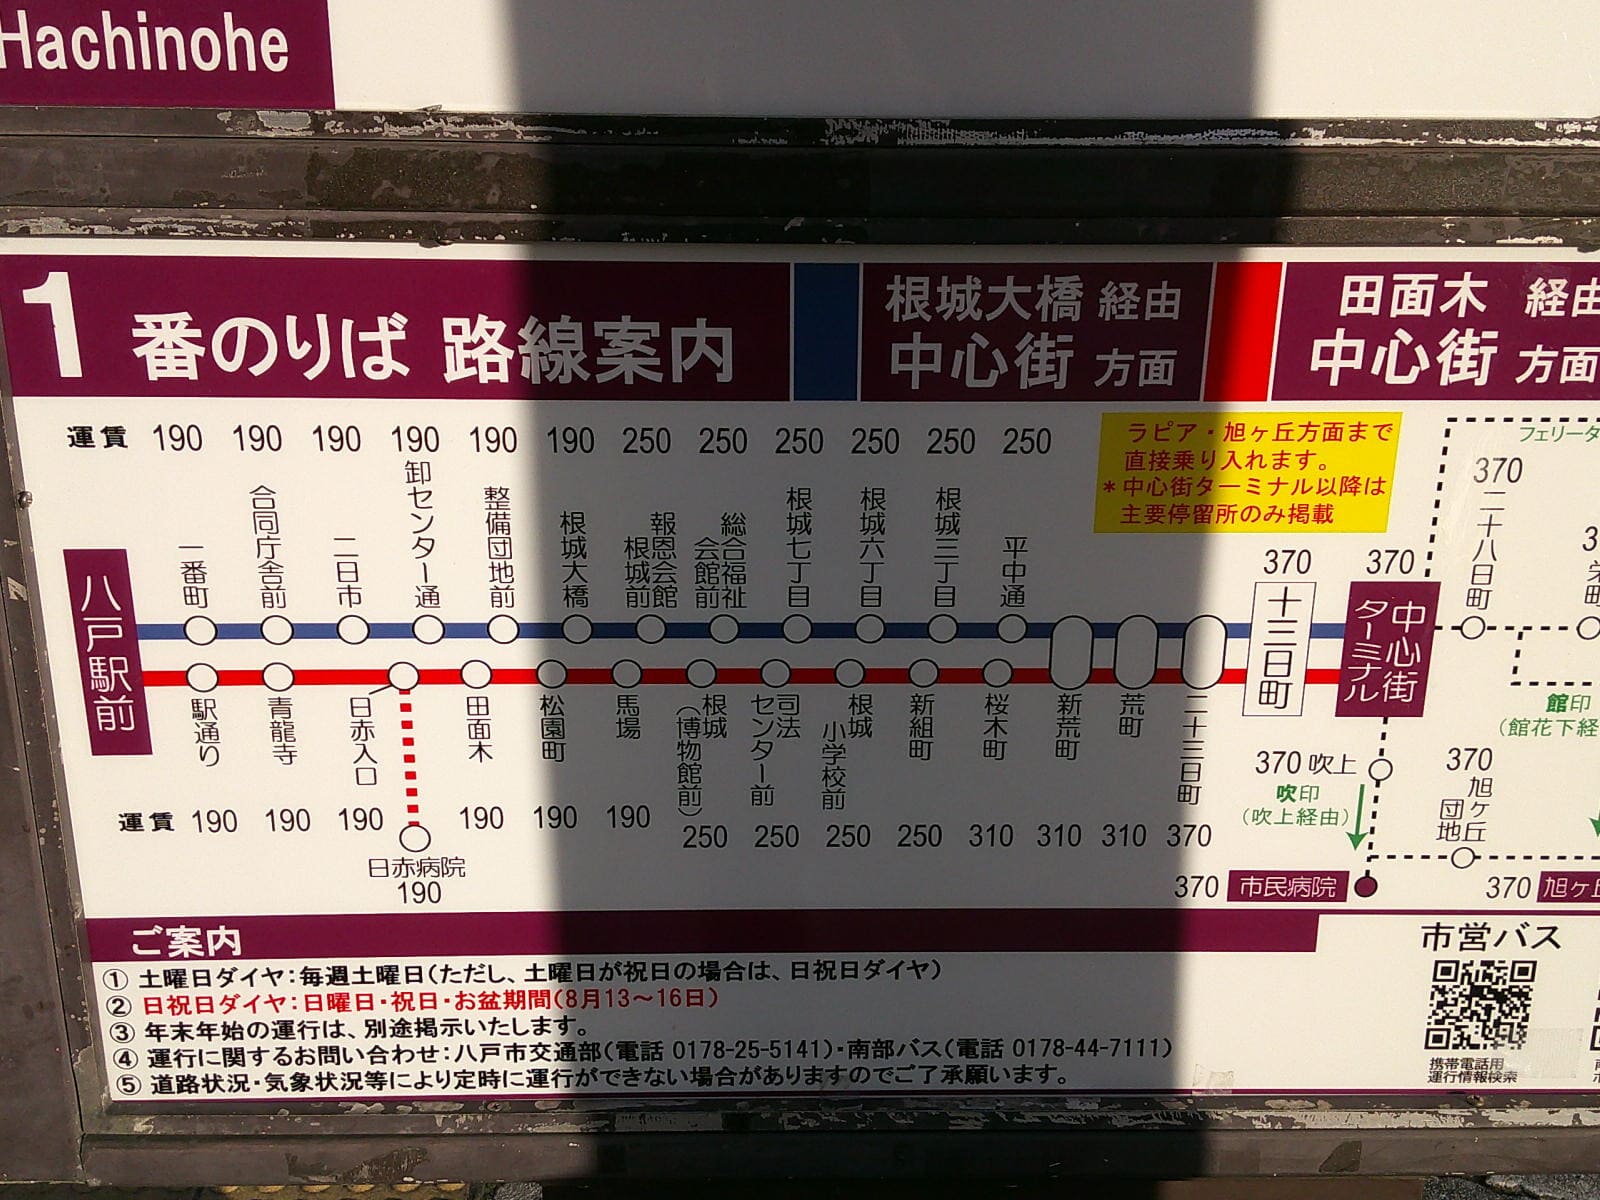 Hachinohe
1 番のりば 路線案内
根城大橋 経由
中心街 方面
田面木 経由
中心街 方面
運賃 190 190 190 190 190 190 250 250 250 250 250 250
ラピア・旭ヶ丘方面まで
直接乗り入れます。
*中心街ターミナル以降は
主要停留所のみ掲載
八戸駅前
一番町
合同庁舎前
二日市
卸センター通
整備団地前
根城大橋
報恩会館
根城前
総合福祉
会館前
根城七丁目
根城六丁目
根城三丁目
平中通
370
十三日町
370
中心街
ターミナル
フェリータ
370
二十八日町
駅通り
青龍寺
日赤入口
田面木
松園町
馬場
根城
(博物館前)
司法
センター前
根城
小学校前
新組町
桜木町
新荒町
荒町
二十三日町
運賃 190 190 190 190 190 190 250 250 250 250 310 310 310 370
日赤病院
190
370 吹上
吹印
(吹上経由)
370 市民病院
館印
(館花下経
370
旭ヶ丘
団地
370 旭ヶ丘
ご案内
① 土曜日ダイヤ:毎週土曜日(ただし、土曜日が祝日の場合は、日祝日ダイヤ)
② 日祝日ダイヤ:日曜日・祝日・お盆期間(8月13～16日)
③ 年末年始の運行は、別途掲示いたします。
④ 運行に関するお問い合わせ:八戸市交通部(電話 0178-25-5141)・南部バス(電話 0178-44-7111)
⑤ 道路状況・気象状況等により定時に運行ができない場合がありますのでご了承願います。
市営バス
携帯電話用
運行情報検索